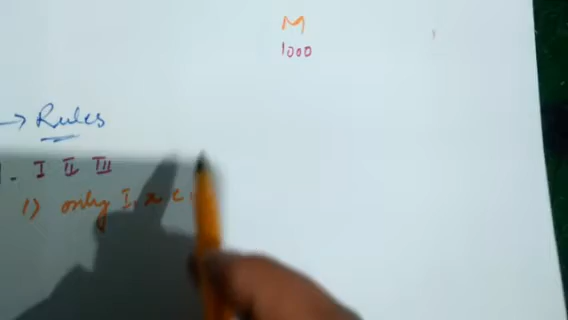 M
1000
→ Rules
1. I II III
1) only I, x c,